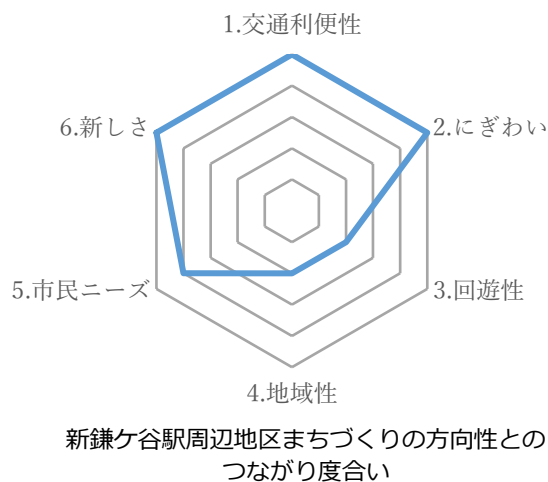 1.交通利便性
2.にぎわい
3.回遊性
4.地域性
5.市民ニーズ
6.新しさ
新鎌ケ谷駅周辺地区まちづくりの方向性との
つながり度合い